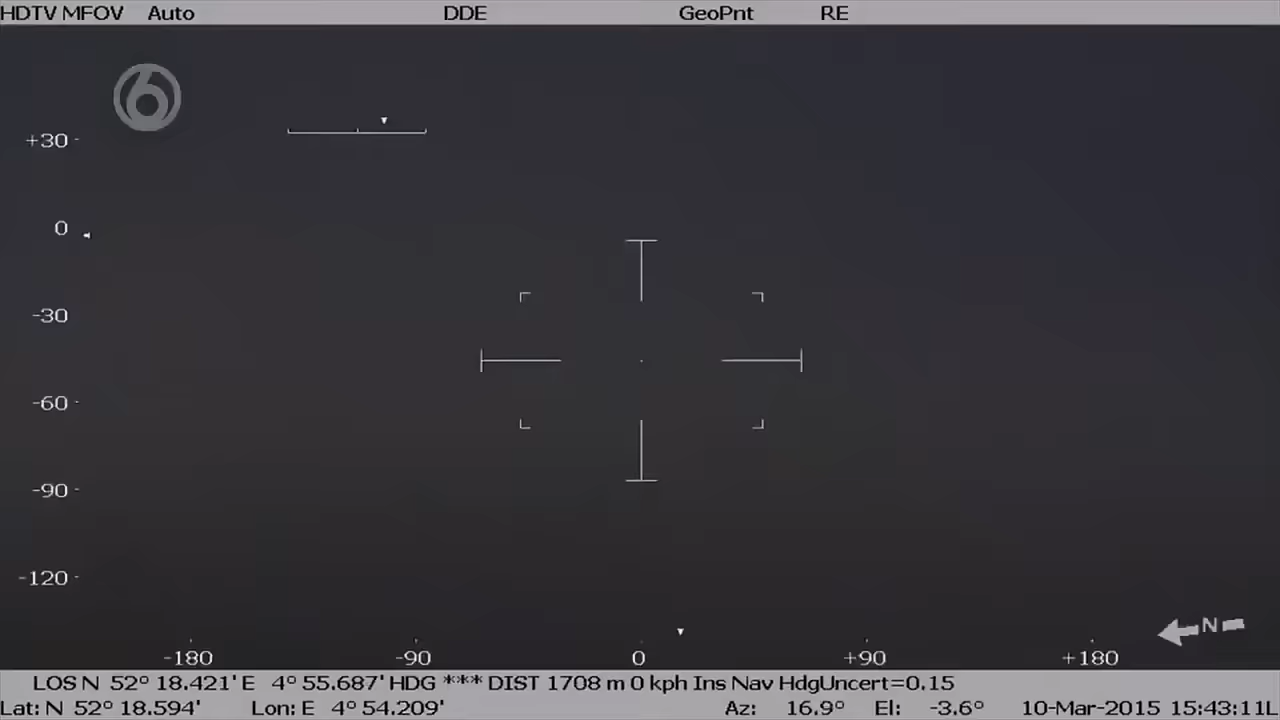 HDTV MFOV Auto DDE GeoPnt RE
6
+30
0
-30
-60
-90
-120
N
-180 -90 0 +90 +180
LOS N 52° 18.421' E 4° 55.687' HDG *** DIST 1708 m 0 kph Ins Nav HdgUncert=0.15
Lat: N 52° 18.594' Lon: E 4° 54.209' Az: 16.9° El: -3.6° 10-Mar-2015 15:43:11L